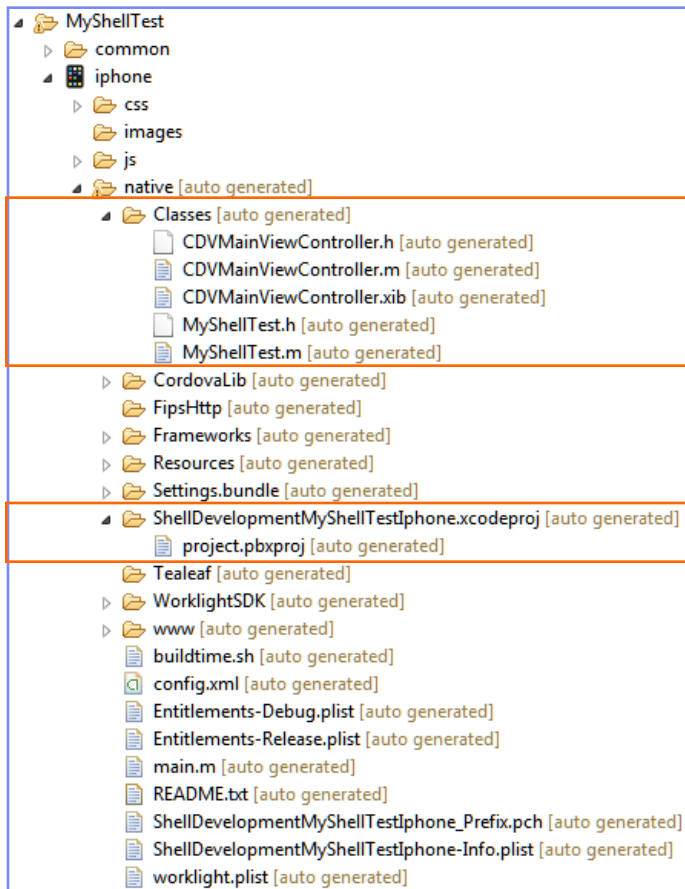 MyShellTest
common
iphone
css
images
js
native [auto generated]
Classes [auto generated]
CDVMainViewController.h [auto generated]
CDVMainViewController.m [auto generated]
CDVMainViewController.xib [auto generated]
MyShellTest.h [auto generated]
MyShellTest.m [auto generated]
CordovaLib [auto generated]
FipsHttp [auto generated]
Frameworks [auto generated]
Resources [auto generated]
Settings.bundle [auto generated]
ShellDevelopmentMyShellTestIphone.xcodeproj [auto generated]
project.pbxproj [auto generated]
Tealeaf [auto generated]
WorklightSDK [auto generated]
www [auto generated]
buildtime.sh [auto generated]
config.xml [auto generated]
Entitlements-Debug.plist [auto generated]
Entitlements-Release.plist [auto generated]
main.m [auto generated]
README.txt [auto generated]
ShellDevelopmentMyShellTestIphone_Prefix.pch [auto generated]
ShellDevelopmentMyShellTestIphone-Info.plist [auto generated]
worklight.plist [auto generated]